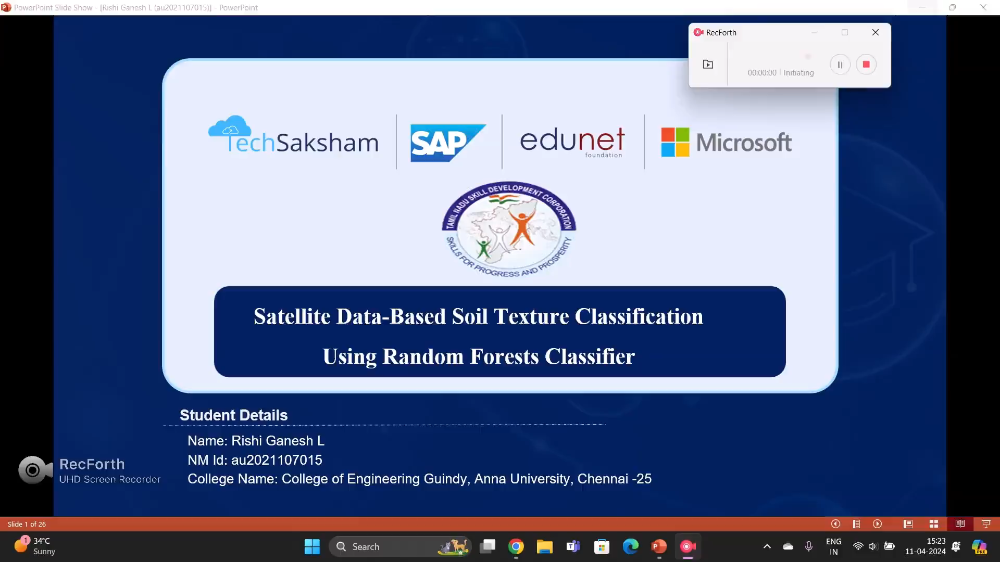 PowerPoint Slide Show - [Rishi Ganesh L (au2021107015)] - PowerPoint
RecForth
00:00:00 | Initiating
TechSaksham
SAP
edunet
foundation
Microsoft
TAMIL NADU SKILL DEVELOPMENT CORPORATION
SKILLS FOR PROGRESS AND PROSPERITY
Satellite Data-Based Soil Texture Classification
Using Random Forests Classifier
Student Details
Name: Rishi Ganesh L
NM Id: au2021107015
College Name: College of Engineering Guindy, Anna University, Chennai -25
RecForth
UHD Screen Recorder
Slide 1 of 26
1
34°C
Sunny
Search
ENG
IN
15:23
11-04-2024
PRE